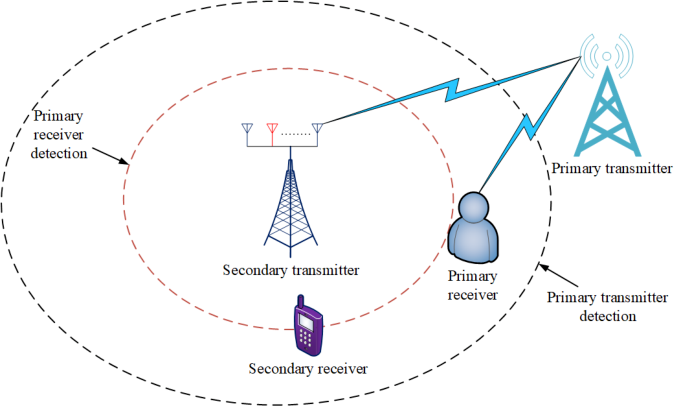 Primary
receiver
detection
Primary transmitter
Secondary transmitter
Primary
receiver
Primary transmitter
detection
Secondary receiver